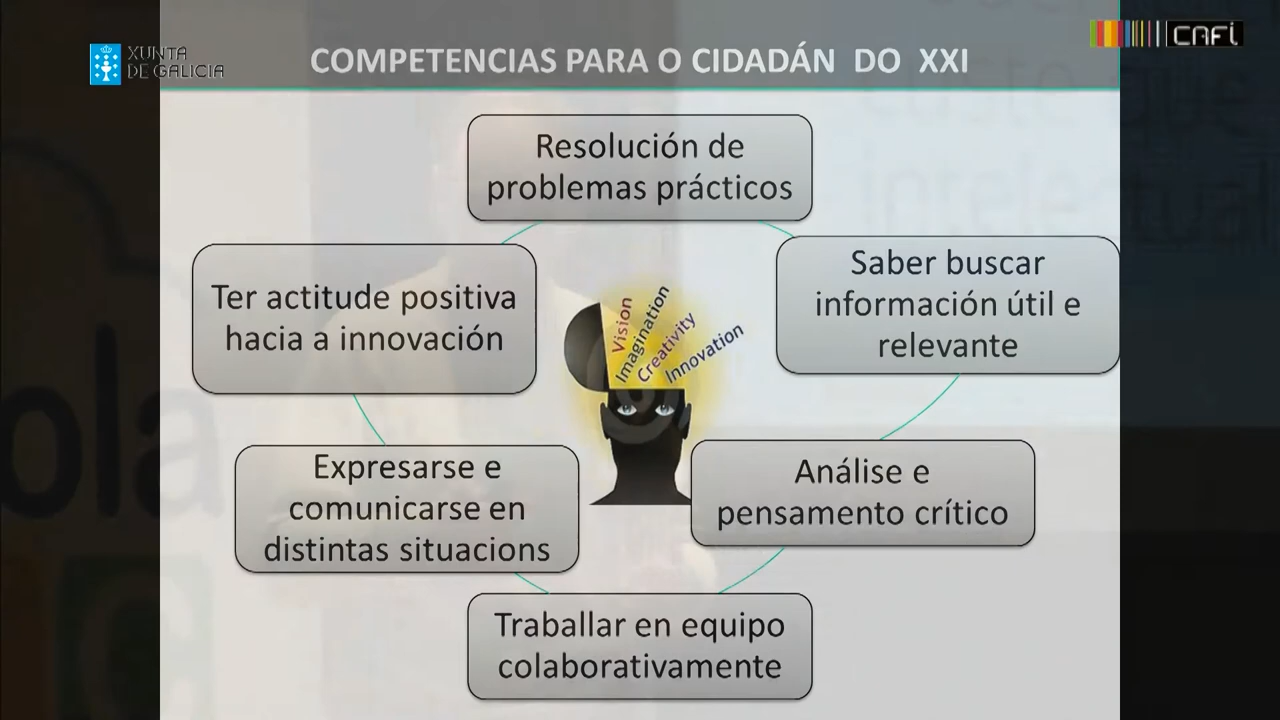 XUNTA
DE GALICIA
CAFi
COMPETENCIAS PARA O CIDADÁN DO XXI
Resolución de
problemas prácticos
Saber buscar
información útil e
relevante
Análise e
pensamento crítico
Traballar en equipo
colaborativamente
Expresarse e
comunicarse en
distintas situacions
Ter actitude positiva
hacia a innovación
Vision
Imagination
Creativity
Innovation